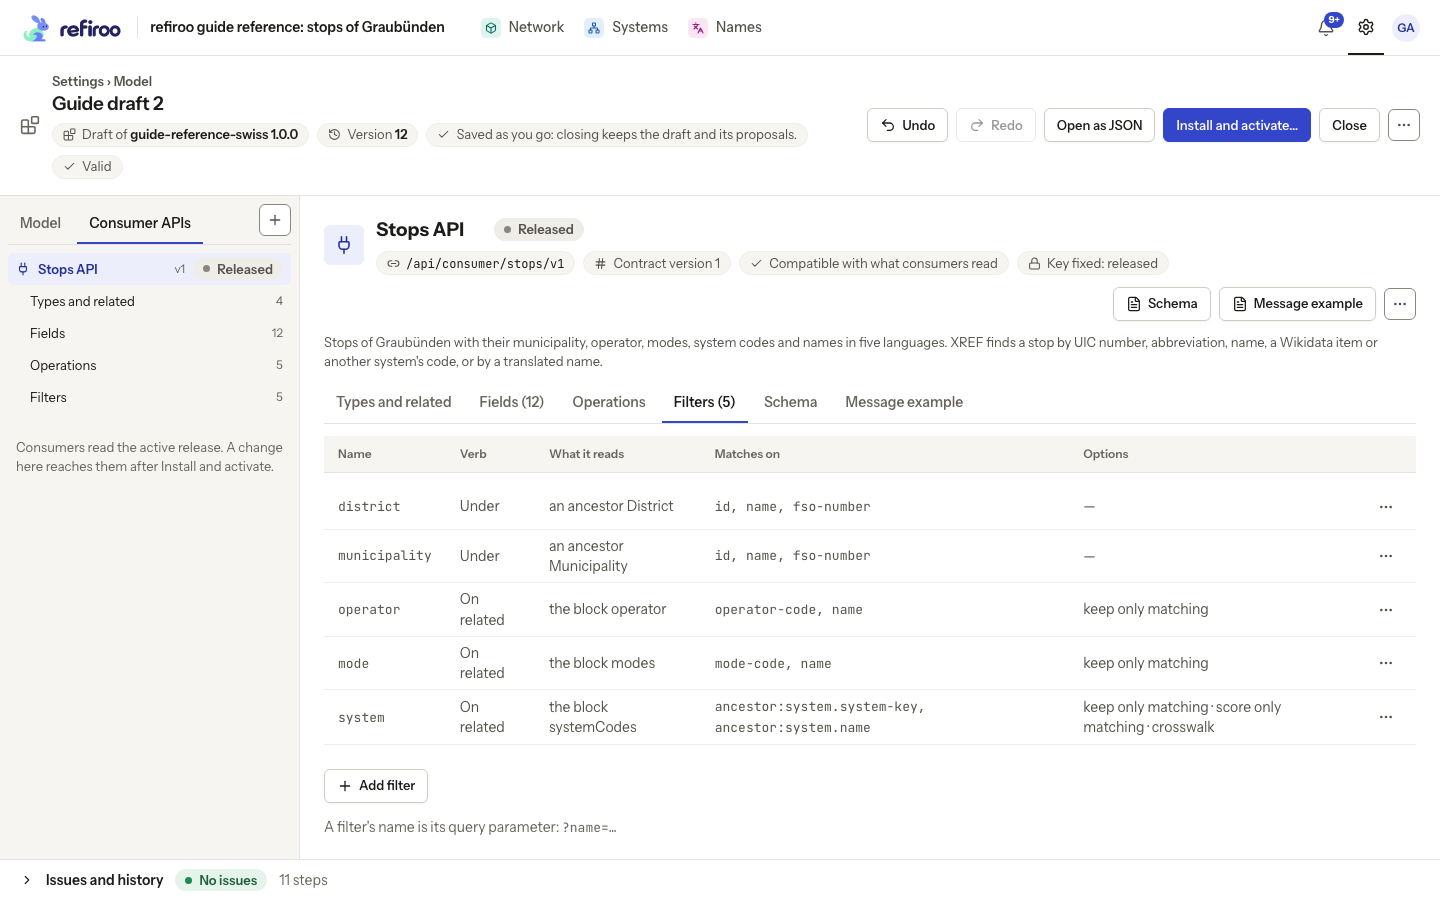 refiroo
refiroo guide reference: stops of Graubünden
Network
Systems
Names
9+
GA
Settings › Model
Guide draft 2
Draft of guide-reference-swiss 1.0.0
Version 12
Saved as you go: closing keeps the draft and its proposals.
Valid
Undo
Redo
Open as JSON
Install and activate…
Close
Model
Consumer APIs
Stops API v1 Released
Types and related 4
Fields 12
Operations 5
Filters 5
Consumers read the active release. A change
here reaches them after Install and activate.
Stops API
Released
/api/consumer/stops/v1
Contract version 1
Compatible with what consumers read
Key fixed: released
Schema
Message example
Stops of Graubünden with their municipality, operator, modes, system codes and names in five languages. XREF finds a stop by UIC number, abbreviation, name, a Wikidata item or
another system's code, or by a translated name.
Types and related
Fields (12)
Operations
Filters (5)
Schema
Message example
Name Verb What it reads Matches on Options
district Under an ancestor District id, name, fso-number —
municipality Under an ancestor
Municipality id, name, fso-number —
operator On
related the block operator operator-code, name keep only matching
mode On
related the block modes mode-code, name keep only matching
system On
related the block
systemCodes ancestor:system.system-key,
ancestor:system.name keep only matching · score only
matching · crosswalk
Add filter
A filter's name is its query parameter: ?name=…
Issues and history
No issues
11 steps